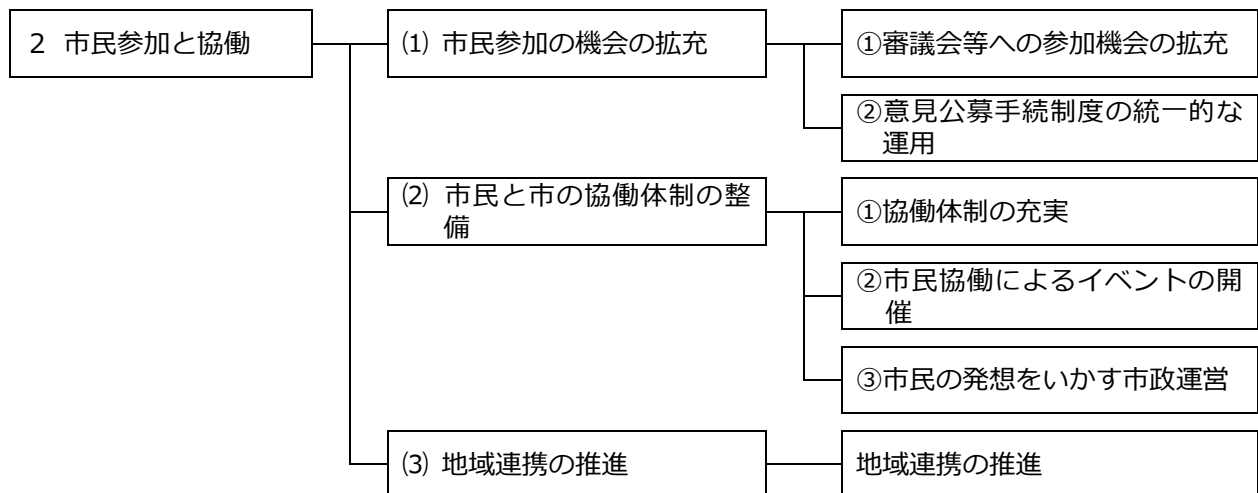 2 市民参加と協働
⑴ 市民参加の機会の拡充
①審議会等への参加機会の拡充
②意見公募手続制度の統一的な
運用
⑵ 市民と市の協働体制の整
備
①協働体制の充実
②市民協働によるイベントの開
催
③市民の発想をいかす市政運営
⑶ 地域連携の推進
地域連携の推進